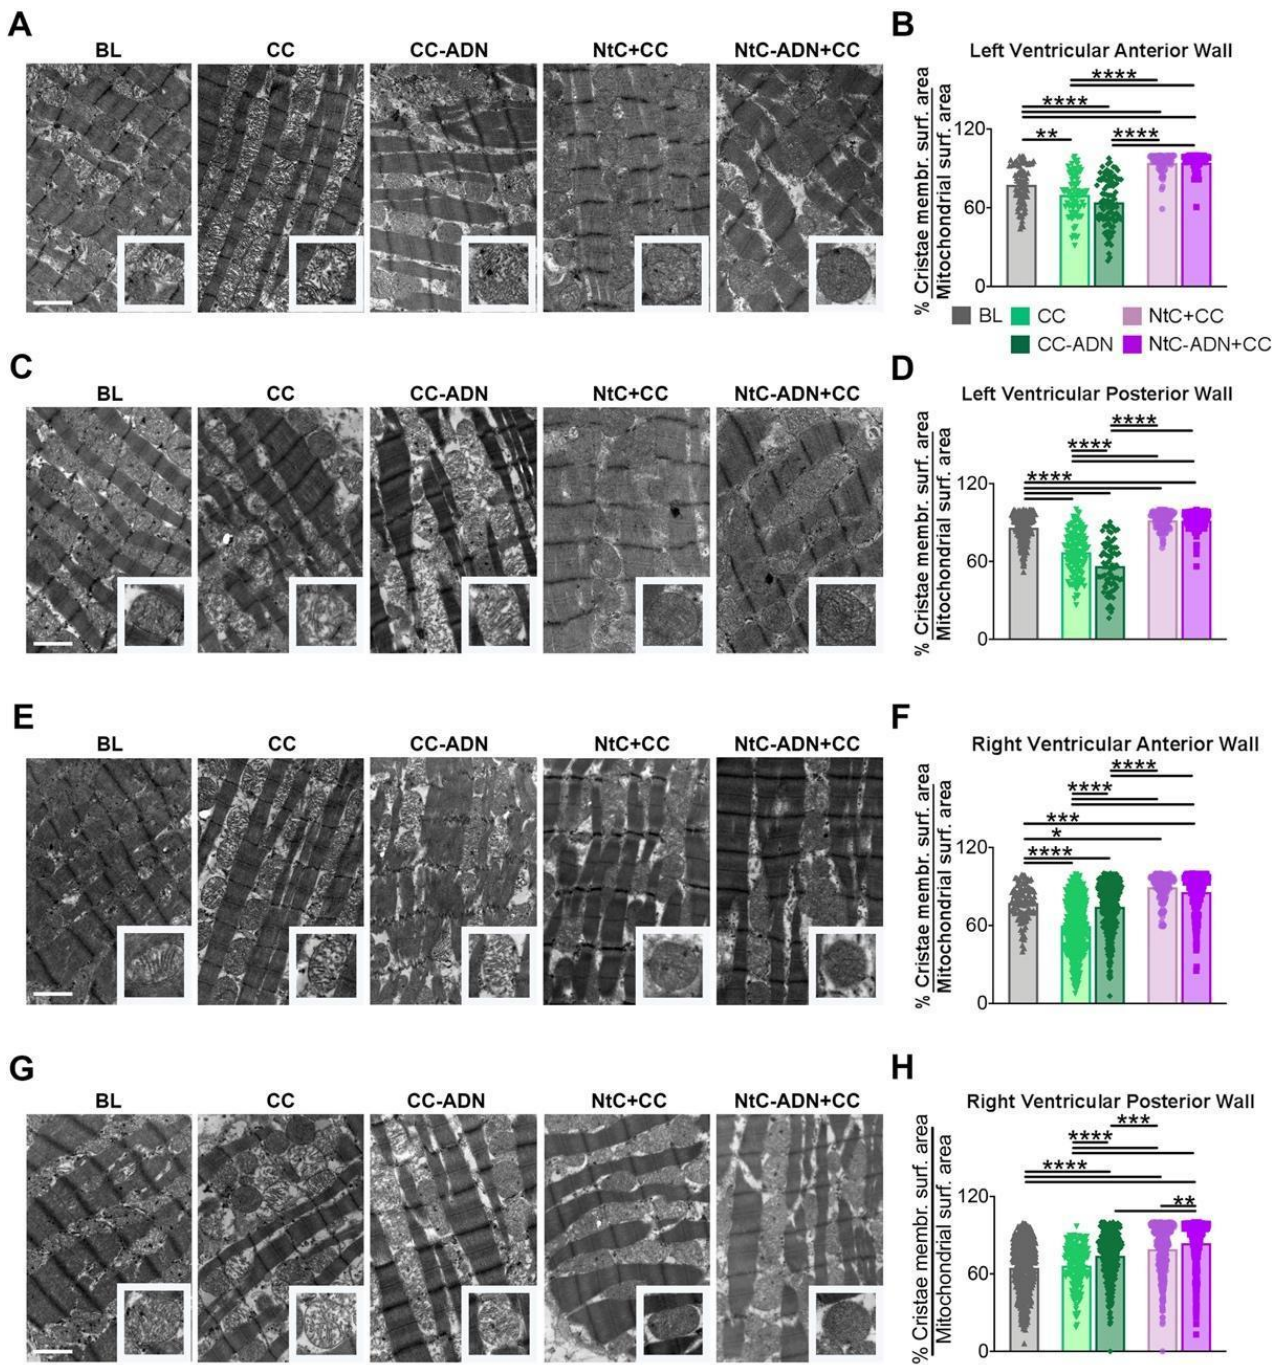 A
BL CC CC-ADN NtC+CC NtC-ADN+CC
B
Left Ventricular Anterior Wall
% Cristae membr. surf. area
Mitochondrial surf. area
****
****
** ****
120
60
0
BL CC NtC+CC
CC-ADN NtC-ADN+CC
C
BL CC CC-ADN NtC+CC NtC-ADN+CC
D
Left Ventricular Posterior Wall
% Cristae membr. surf. area
Mitochondrial surf. area
****
****
****
120
60
0
E
BL CC CC-ADN NtC+CC NtC-ADN+CC
F
Right Ventricular Anterior Wall
% Cristae membr. surf. area
Mitochondrial surf. area
****
****
***
*
****
120
60
0
G
BL CC CC-ADN NtC+CC NtC-ADN+CC
H
Right Ventricular Posterior Wall
% Cristae membr. surf. area
Mitochondrial surf. area
***
****
****
**
120
60
0